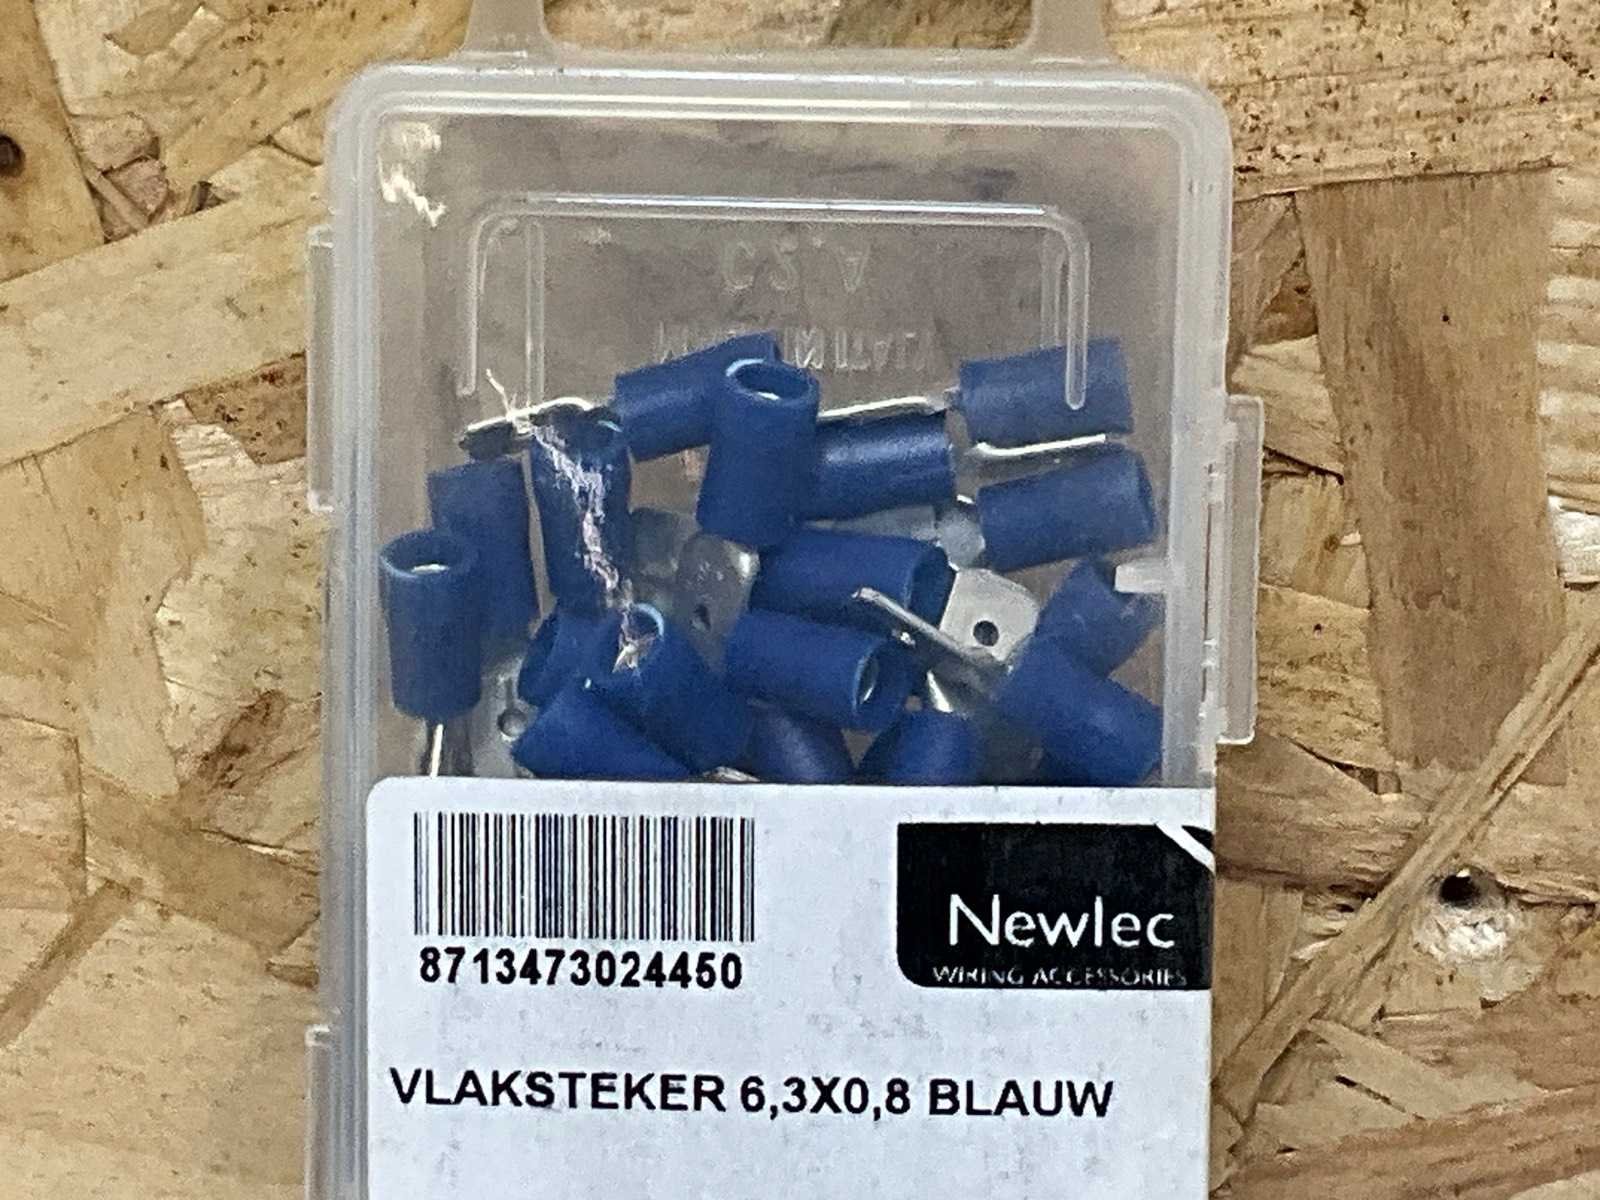 8713473024450
Newlec
WIRING ACCESSORIES
VLAKSTEKER 6,3X0,8 BLAUW